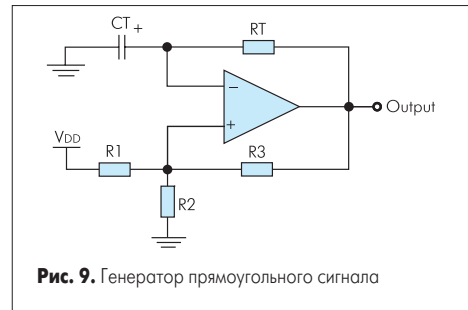 CT +
RT
−
+
Output
VDD
R1
R3
R2
Рис. 9. Генератор прямоугольного сигнала